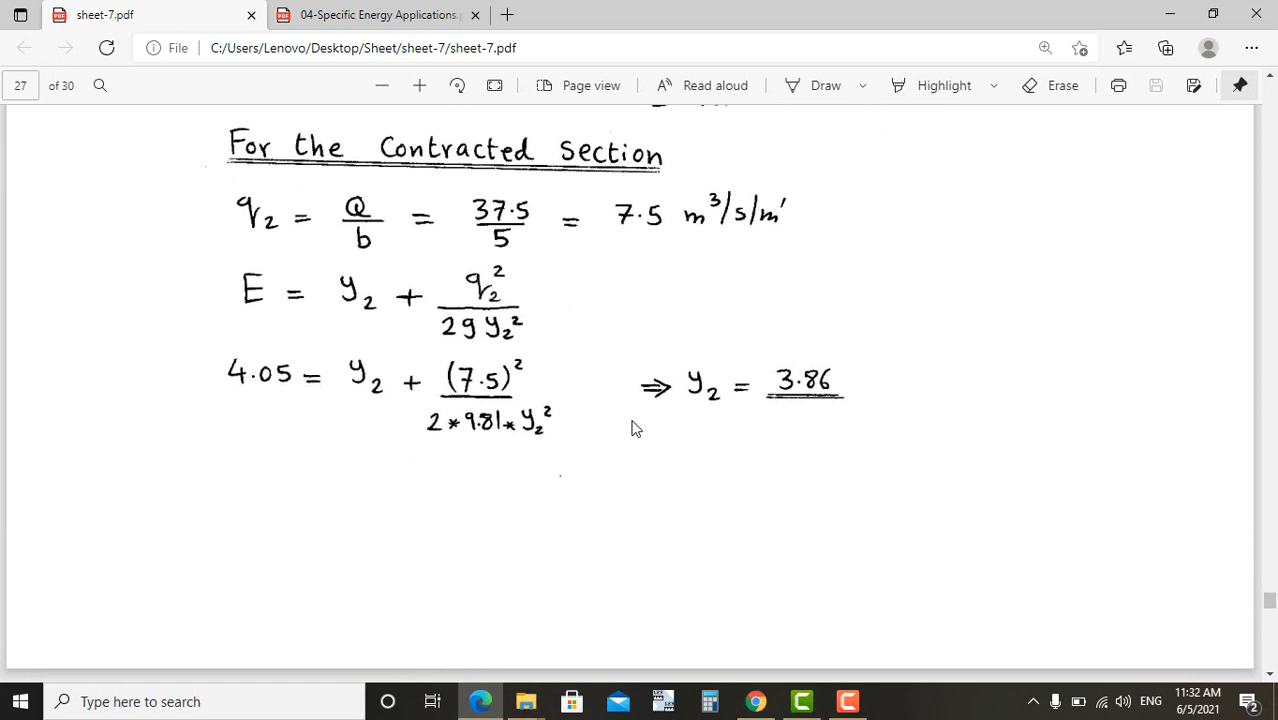 sheet-7.pdf
04-Specific Energy Applications.
File C:/Users/Lenovo/Desktop/Sheet/sheet-7/sheet-7.pdf
27 of 30 Page view Read aloud Draw Highlight Erase
For the Contracted Section
q₂ = Q/b = 37.5/5 = 7.5 m³/s/m'
E = y₂ + q₂²/2g y₂²
4.05 = y₂ + (7.5)²/2*9.81*y₂² ⇒ y₂ = 3.86
Type here to search
ENG
11:32 AM
6/5/2021
2